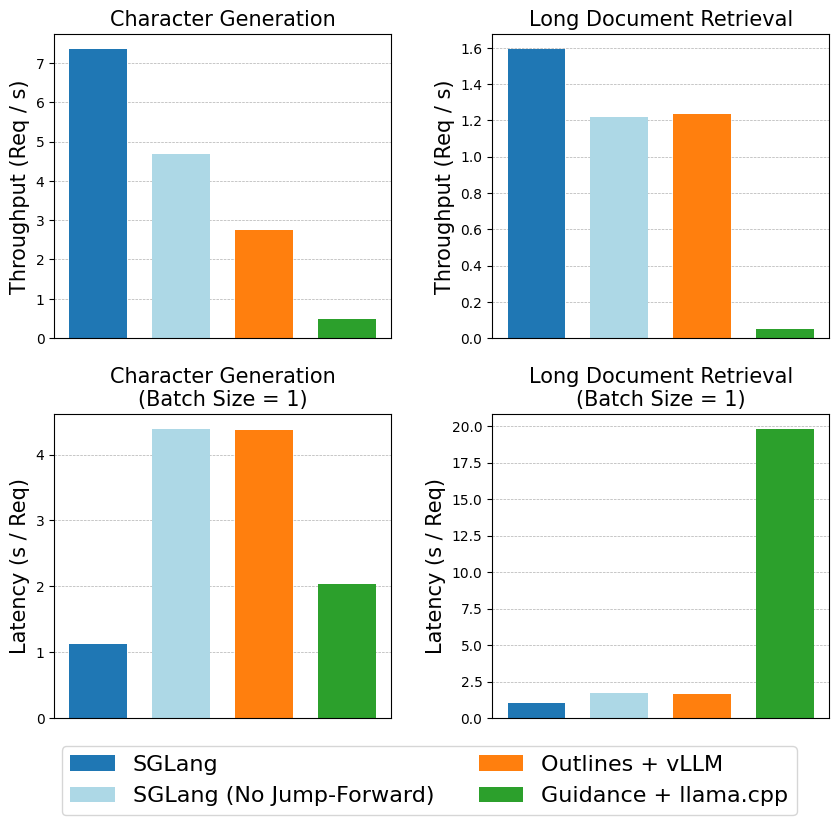 Character Generation
Throughput (Req / s)
7
6
5
4
3
2
1
0
Long Document Retrieval
Throughput (Req / s)
1.6
1.4
1.2
1.0
0.8
0.6
0.4
0.2
0.0
Character Generation
(Batch Size = 1)
Latency (s / Req)
4
3
2
1
0
Long Document Retrieval
(Batch Size = 1)
Latency (s / Req)
20.0
17.5
15.0
12.5
10.0
7.5
5.0
2.5
0.0
SGLang
SGLang (No Jump-Forward)
Outlines + vLLM
Guidance + llama.cpp